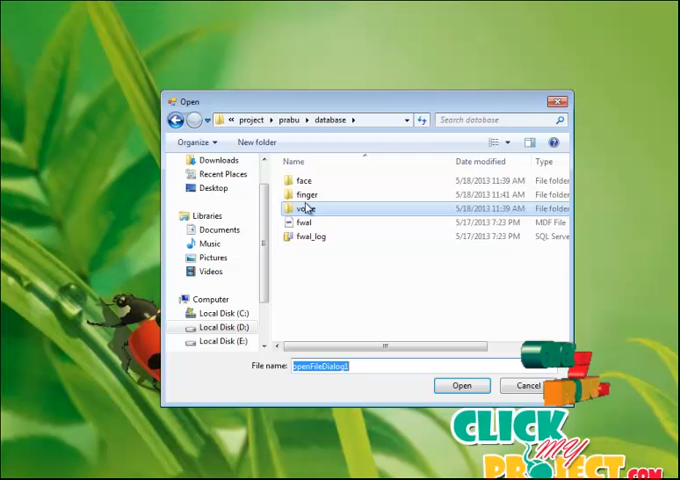 Open
« project ▸ prabu ▸ database ▸
Search database
Organize
New folder
Name
Date modified
Type
Downloads
Recent Places
Desktop
Libraries
Documents
Music
Pictures
Videos
Computer
Local Disk (C:)
Local Disk (D:)
Local Disk (E:)
face
5/18/2013 11:39 AM
File folder
finger
5/18/2013 11:41 AM
File folder
5/18/2013 11:39 AM
File folder
fwal
5/17/2013 7:23 PM
MDF File
fwal_log
5/17/2013 7:23 PM
SQL Serve
File name:
openFileDialog1
Open
Cancel
CLICK
MY
PROJECT.COM